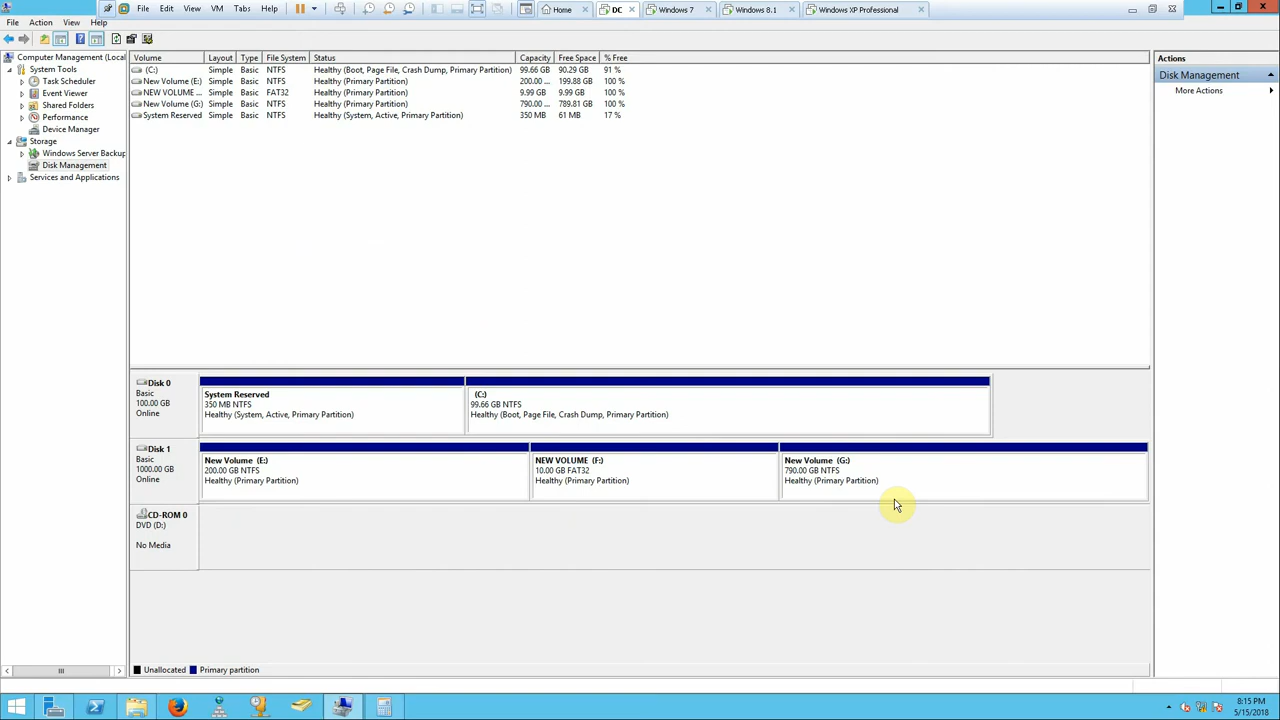 File Edit View VM Tabs Help Home DC Windows 7 Windows 8.1 Windows XP Professional
File Action View Help
Computer Management (Local
System Tools
Task Scheduler
Event Viewer
Shared Folders
Performance
Device Manager
Storage
Windows Server Backup
Disk Management
Services and Applications
Volume Layout Type File System Status Capacity Free Space % Free
(C:) Simple Basic NTFS Healthy (Boot, Page File, Crash Dump, Primary Partition) 99.66 GB 90.29 GB 91 %
New Volume (E:) Simple Basic NTFS Healthy (Primary Partition) 200.00 ... 199.88 GB 100 %
NEW VOLUME ... Simple Basic FAT32 Healthy (Primary Partition) 9.99 GB 9.99 GB 100 %
New Volume (G:) Simple Basic NTFS Healthy (Primary Partition) 790.00 ... 789.81 GB 100 %
System Reserved Simple Basic NTFS Healthy (System, Active, Primary Partition) 350 MB 61 MB 17 %
Actions
Disk Management
More Actions
Disk 0
Basic
100.00 GB
Online
System Reserved
350 MB NTFS
Healthy (System, Active, Primary Partition)
(C:)
99.66 GB NTFS
Healthy (Boot, Page File, Crash Dump, Primary Partition)
Disk 1
Basic
1000.00 GB
Online
New Volume (E:)
200.00 GB NTFS
Healthy (Primary Partition)
NEW VOLUME (F:)
10.00 GB FAT32
Healthy (Primary Partition)
New Volume (G:)
790.00 GB NTFS
Healthy (Primary Partition)
CD-ROM 0
DVD (D:)
No Media
Unallocated Primary partition
8:15 PM
5/15/2018